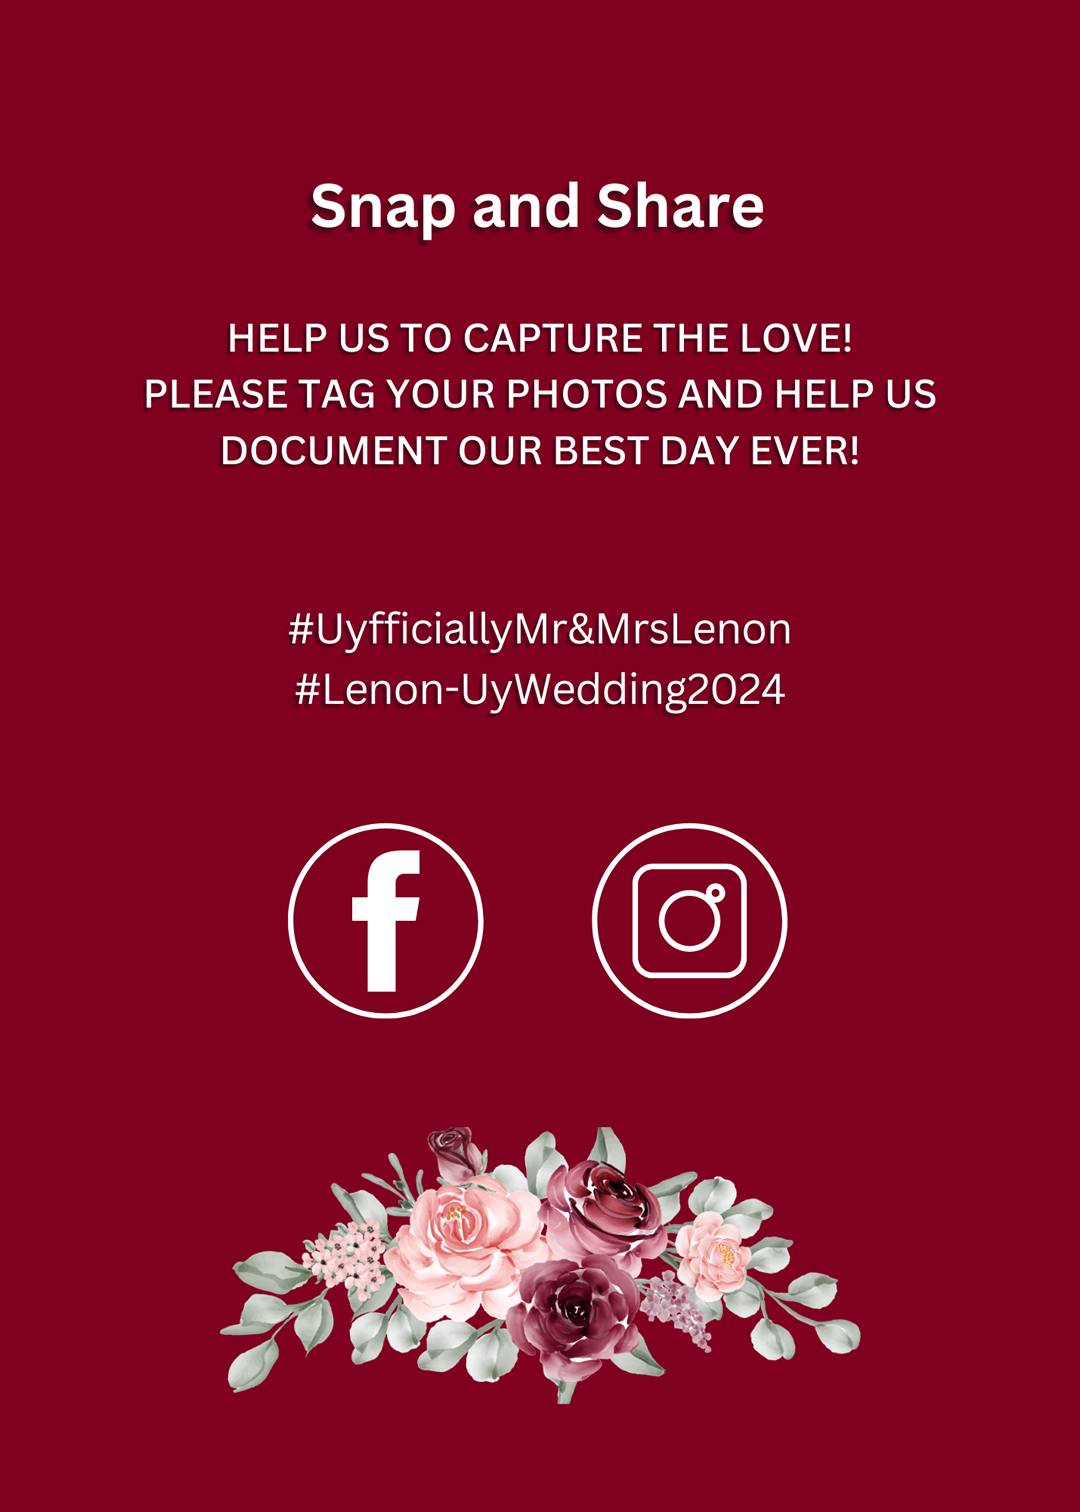 Snap and Share
HELP US TO CAPTURE THE LOVE!
PLEASE TAG YOUR PHOTOS AND HELP US
DOCUMENT OUR BEST DAY EVER!
#UyfficiallyMr&MrsLenon
#Lenon-UyWedding2024